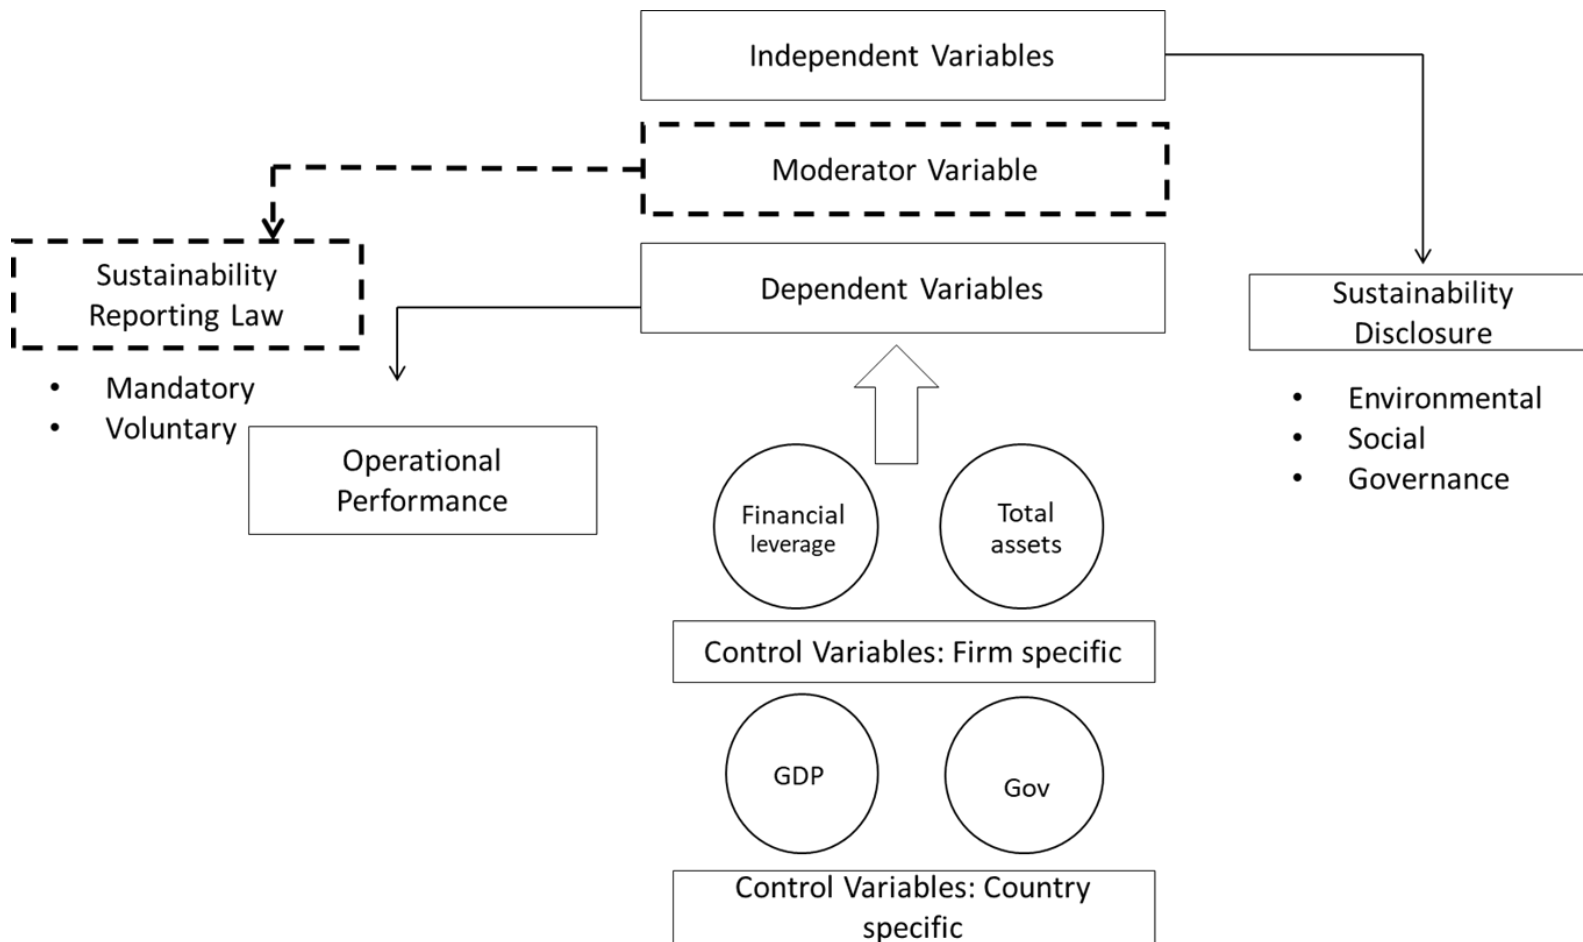 Independent Variables
Moderator Variable
Sustainability
Reporting Law
• Mandatory
• Voluntary
Dependent Variables
Sustainability
Disclosure
• Environmental
• Social
• Governance
Operational
Performance
Financial
leverage
Total
assets
Control Variables: Firm specific
GDP
Gov
Control Variables: Country
specific